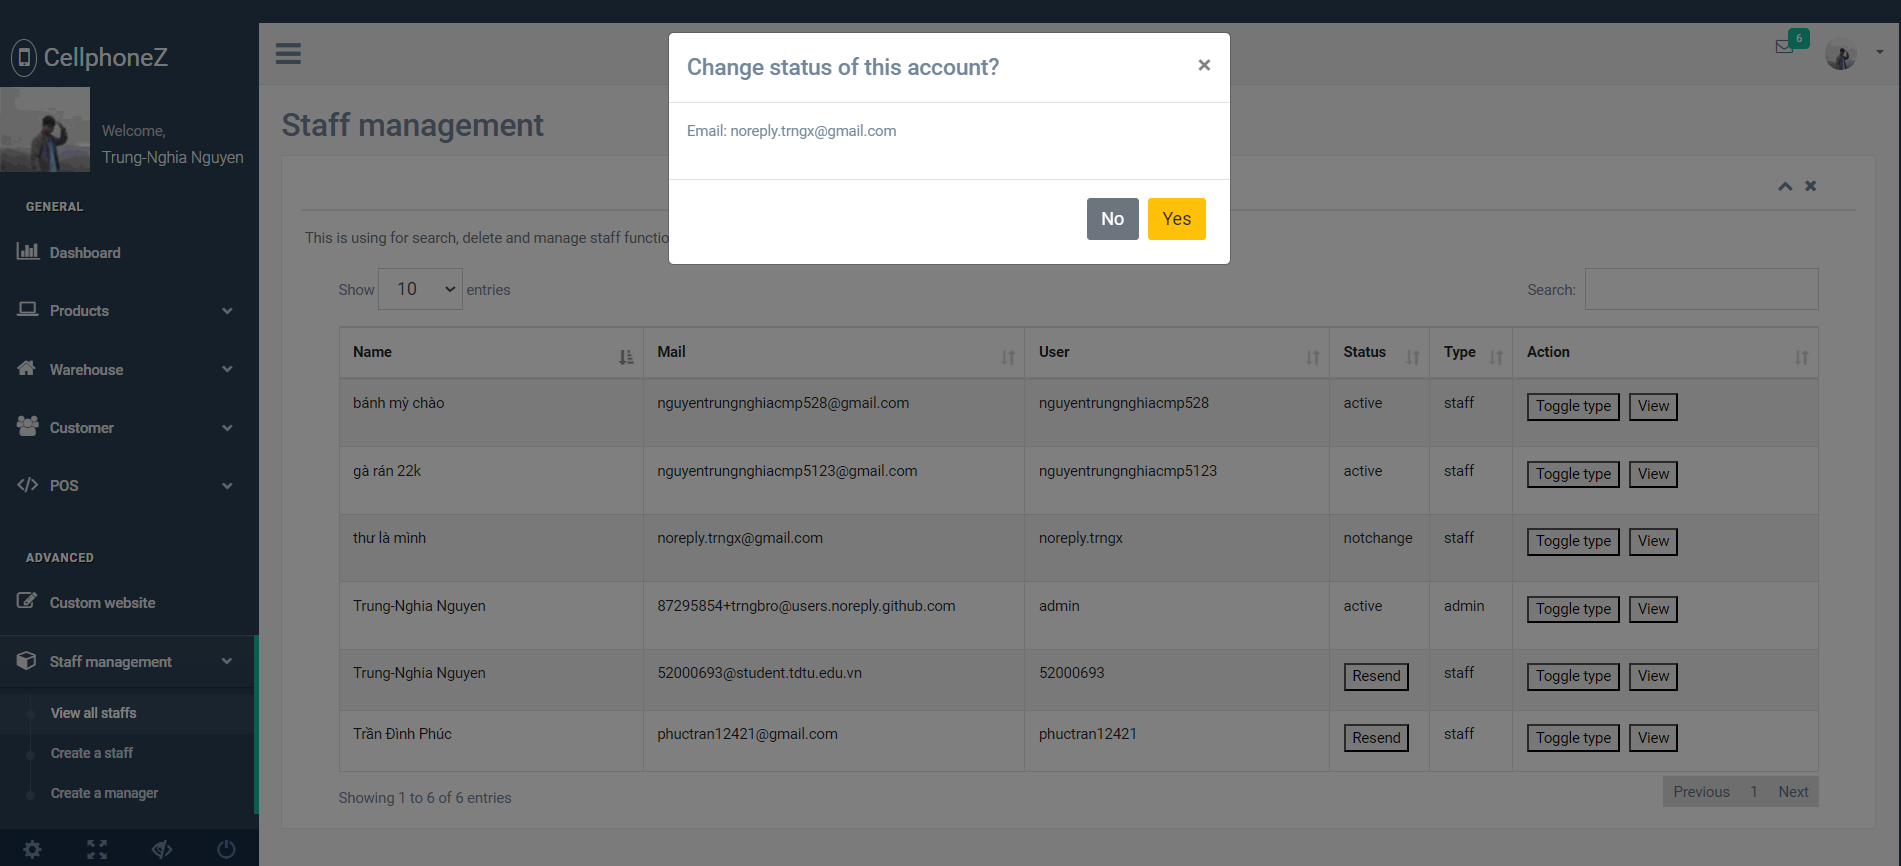 CellphoneZ
Welcome,
Trung-Nghia Nguyen
GENERAL
Dashboard
Products
Warehouse
Customer
POS
ADVANCED
Custom website
Staff management
View all staffs
Create a staff
Create a manager
6
Change status of this account? ×
Email: noreply.trngx@gmail.com
No Yes
Staff management
This is using for search, delete and manage staff functio
Show 10 entries Search:
Name Mail User Status Type Action
bánh mỳ chào nguyentrungnghiacmp528@gmail.com nguyentrungnghiacmp528 active staff Toggle type View
gà rán 22k nguyentrungnghiacmp5123@gmail.com nguyentrungnghiacmp5123 active staff Toggle type View
thư là mình noreply.trngx@gmail.com noreply.trngx notchange staff Toggle type View
Trung-Nghia Nguyen 87295854+trngbro@users.noreply.github.com admin active admin Toggle type View
Trung-Nghia Nguyen 52000693@student.tdtu.edu.vn 52000693 Resend staff Toggle type View
Trần Đình Phúc phuctran12421@gmail.com phuctran12421 Resend staff Toggle type View
Showing 1 to 6 of 6 entries Previous 1 Next